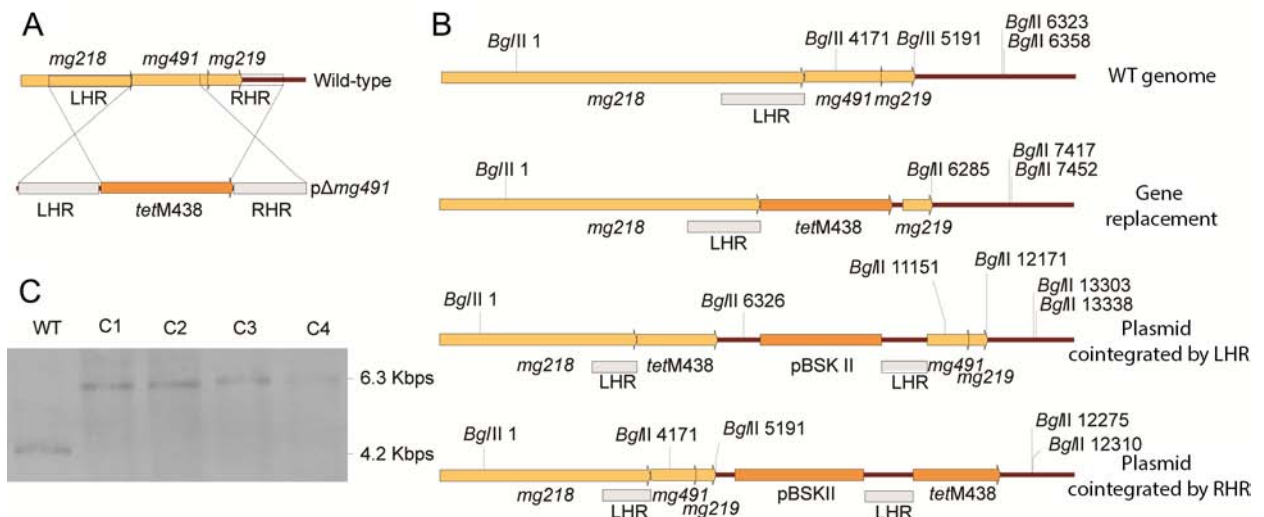 A
mg218 mg491 mg219
Wild-type
LHR RHR
pΔmg491
LHR tetM438 RHR
B
BglII 1 BglII 4171 BglII 5191 BglII 6323
BglII 6358
WT genome
mg218 mg491 mg219
LHR
BglII 1 BglII 6285 BglII 7417
BglII 7452
Gene
replacement
mg218 tetM438 mg219
LHR
BglII 1 BglII 6326 BglII 11151 BglII 12171
BglII 13303
BglII 13338
Plasmid
cointegrated by LHR
mg218 tetM438 pBSK II mg491
LHR LHR mg219
BglII 1 BglII 4171 BglII 5191 BglII 12275
BglII 12310
Plasmid
cointegrated by RHR
mg218 mg491 pBSKII tetM438
LHR mg219 LHR
C
WT C1 C2 C3 C4
6.3 Kbps
4.2 Kbps